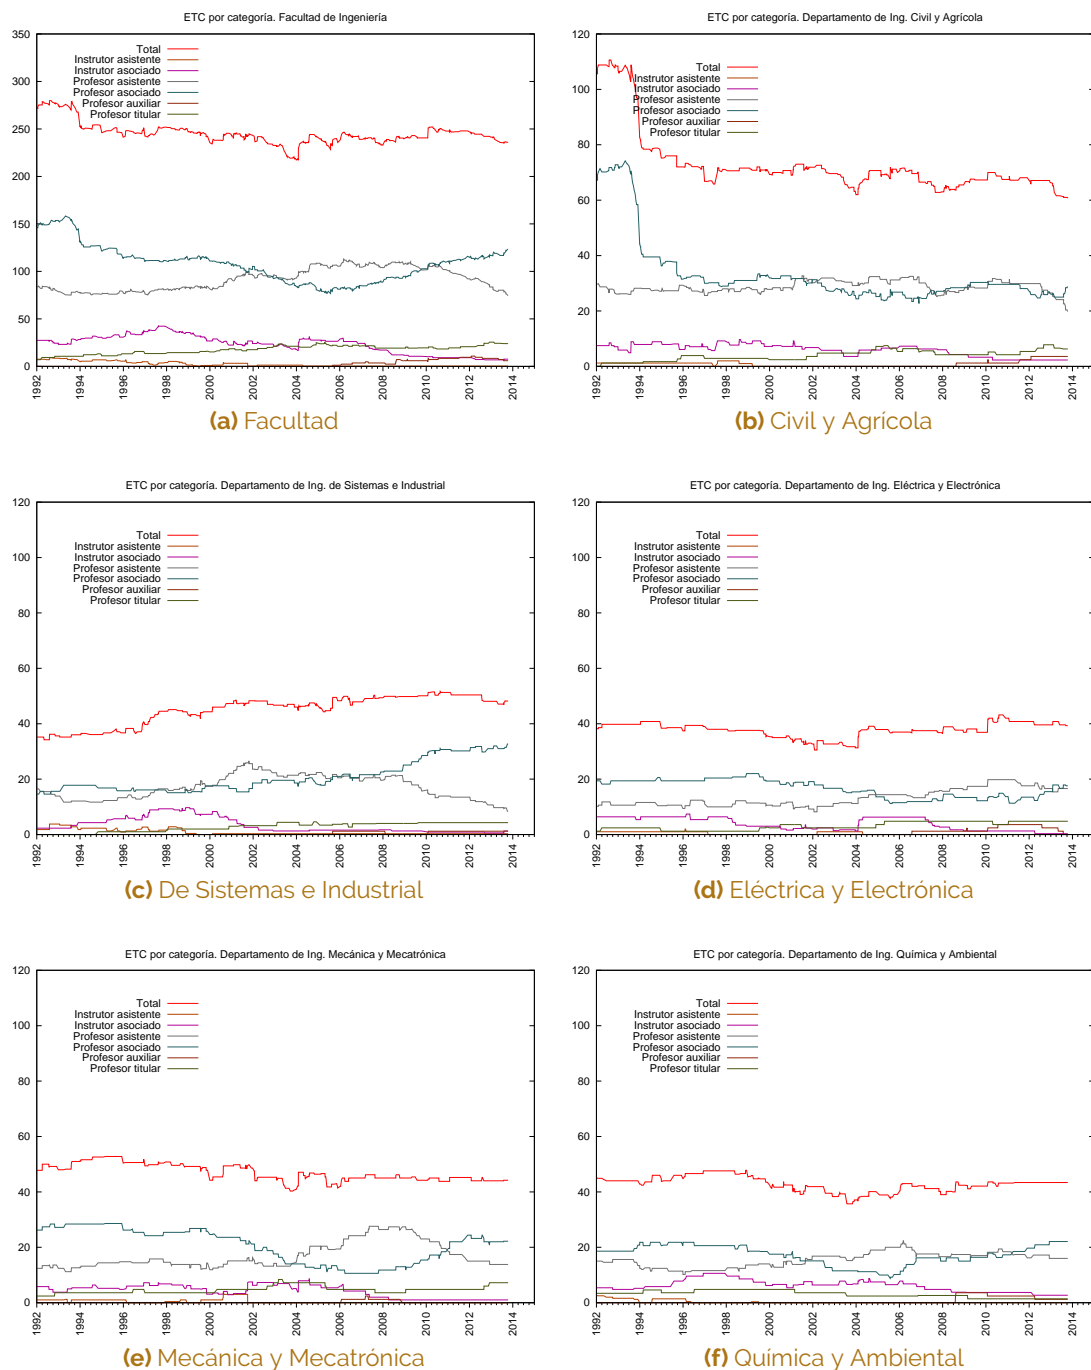 ETC por categoría. Facultad de Ingeniería
350
300
250
200
150
100
50
0
Total
Instrutor asistente
Instrutor asociado
Profesor asistente
Profesor asociado
Profesor auxiliar
Profesor titular
1992 1994 1996 1998 2000 2002 2004 2006 2008 2010 2012 2014
(a) Facultad
ETC por categoría. Departamento de Ing. Civil y Agrícola
120
100
80
60
40
20
0
Total
Instrutor asistente
Instrutor asociado
Profesor asistente
Profesor asociado
Profesor auxiliar
Profesor titular
1992 1994 1996 1998 2000 2002 2004 2006 2008 2010 2012 2014
(b) Civil y Agrícola
ETC por categoría. Departamento de Ing. de Sistemas e Industrial
120
100
80
60
40
20
0
Total
Instrutor asistente
Instrutor asociado
Profesor asistente
Profesor asociado
Profesor auxiliar
Profesor titular
1992 1994 1996 1998 2000 2002 2004 2006 2008 2010 2012 2014
(c) De Sistemas e Industrial
ETC por categoría. Departamento de Ing. Eléctrica y Electrónica
120
100
80
60
40
20
0
Total
Instrutor asistente
Instrutor asociado
Profesor asistente
Profesor asociado
Profesor auxiliar
Profesor titular
1992 1994 1996 1998 2000 2002 2004 2006 2008 2010 2012 2014
(d) Eléctrica y Electrónica
ETC por categoría. Departamento de Ing. Mecánica y Mecatrónica
120
100
80
60
40
20
0
Total
Instrutor asistente
Instrutor asociado
Profesor asistente
Profesor asociado
Profesor auxiliar
Profesor titular
1992 1994 1996 1998 2000 2002 2004 2006 2008 2010 2012 2014
(e) Mecánica y Mecatrónica
ETC por categoría. Departamento de Ing. Química y Ambiental
120
100
80
60
40
20
0
Total
Instrutor asistente
Instrutor asociado
Profesor asistente
Profesor asociado
Profesor auxiliar
Profesor titular
1992 1994 1996 1998 2000 2002 2004 2006 2008 2010 2012 2014
(f) Química y Ambiental